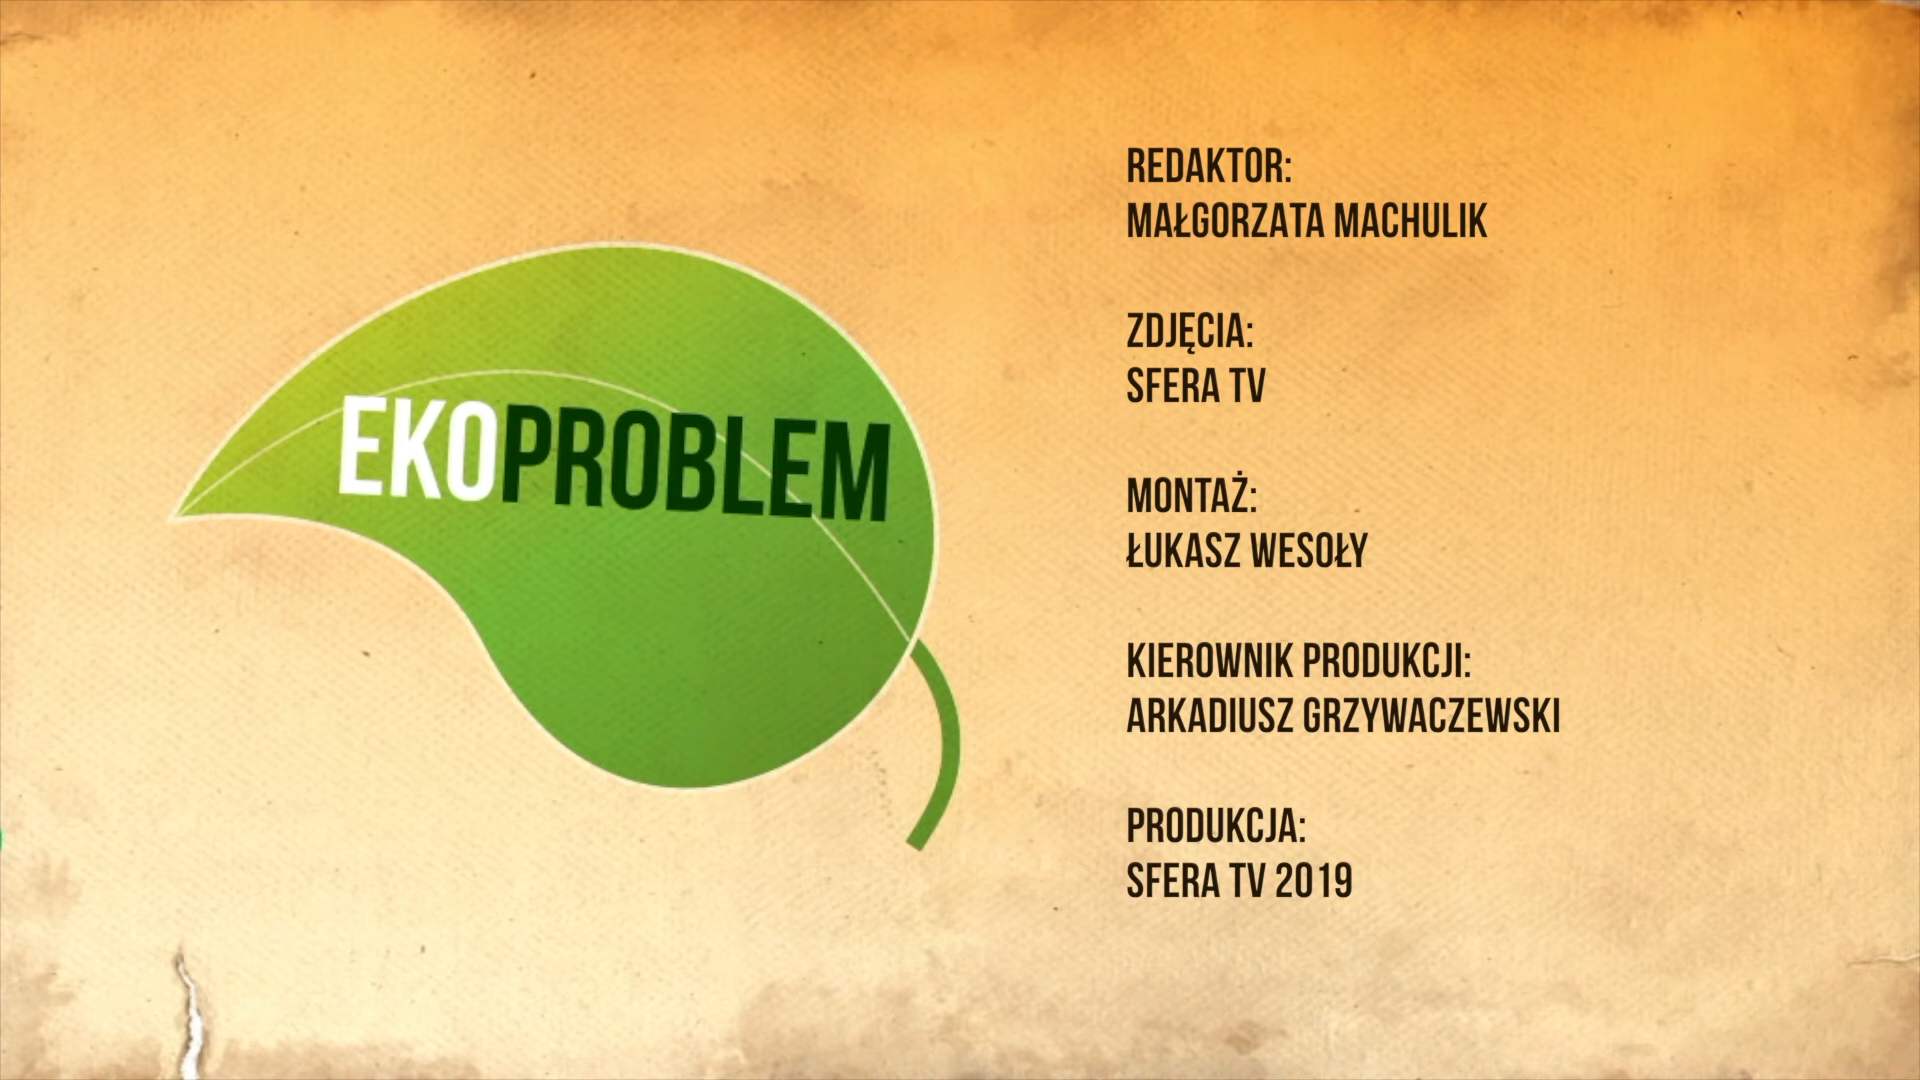 EKOPROBLEM
REDAKTOR:
MAŁGORZATA MACHULIK
ZDJĘCIA:
SFERA TV
MONTAŻ:
ŁUKASZ WESOŁY
KIEROWNIK PRODUKCJI:
ARKADIUSZ GRZYWACZEWSKI
PRODUKCJA:
SFERA TV 2019